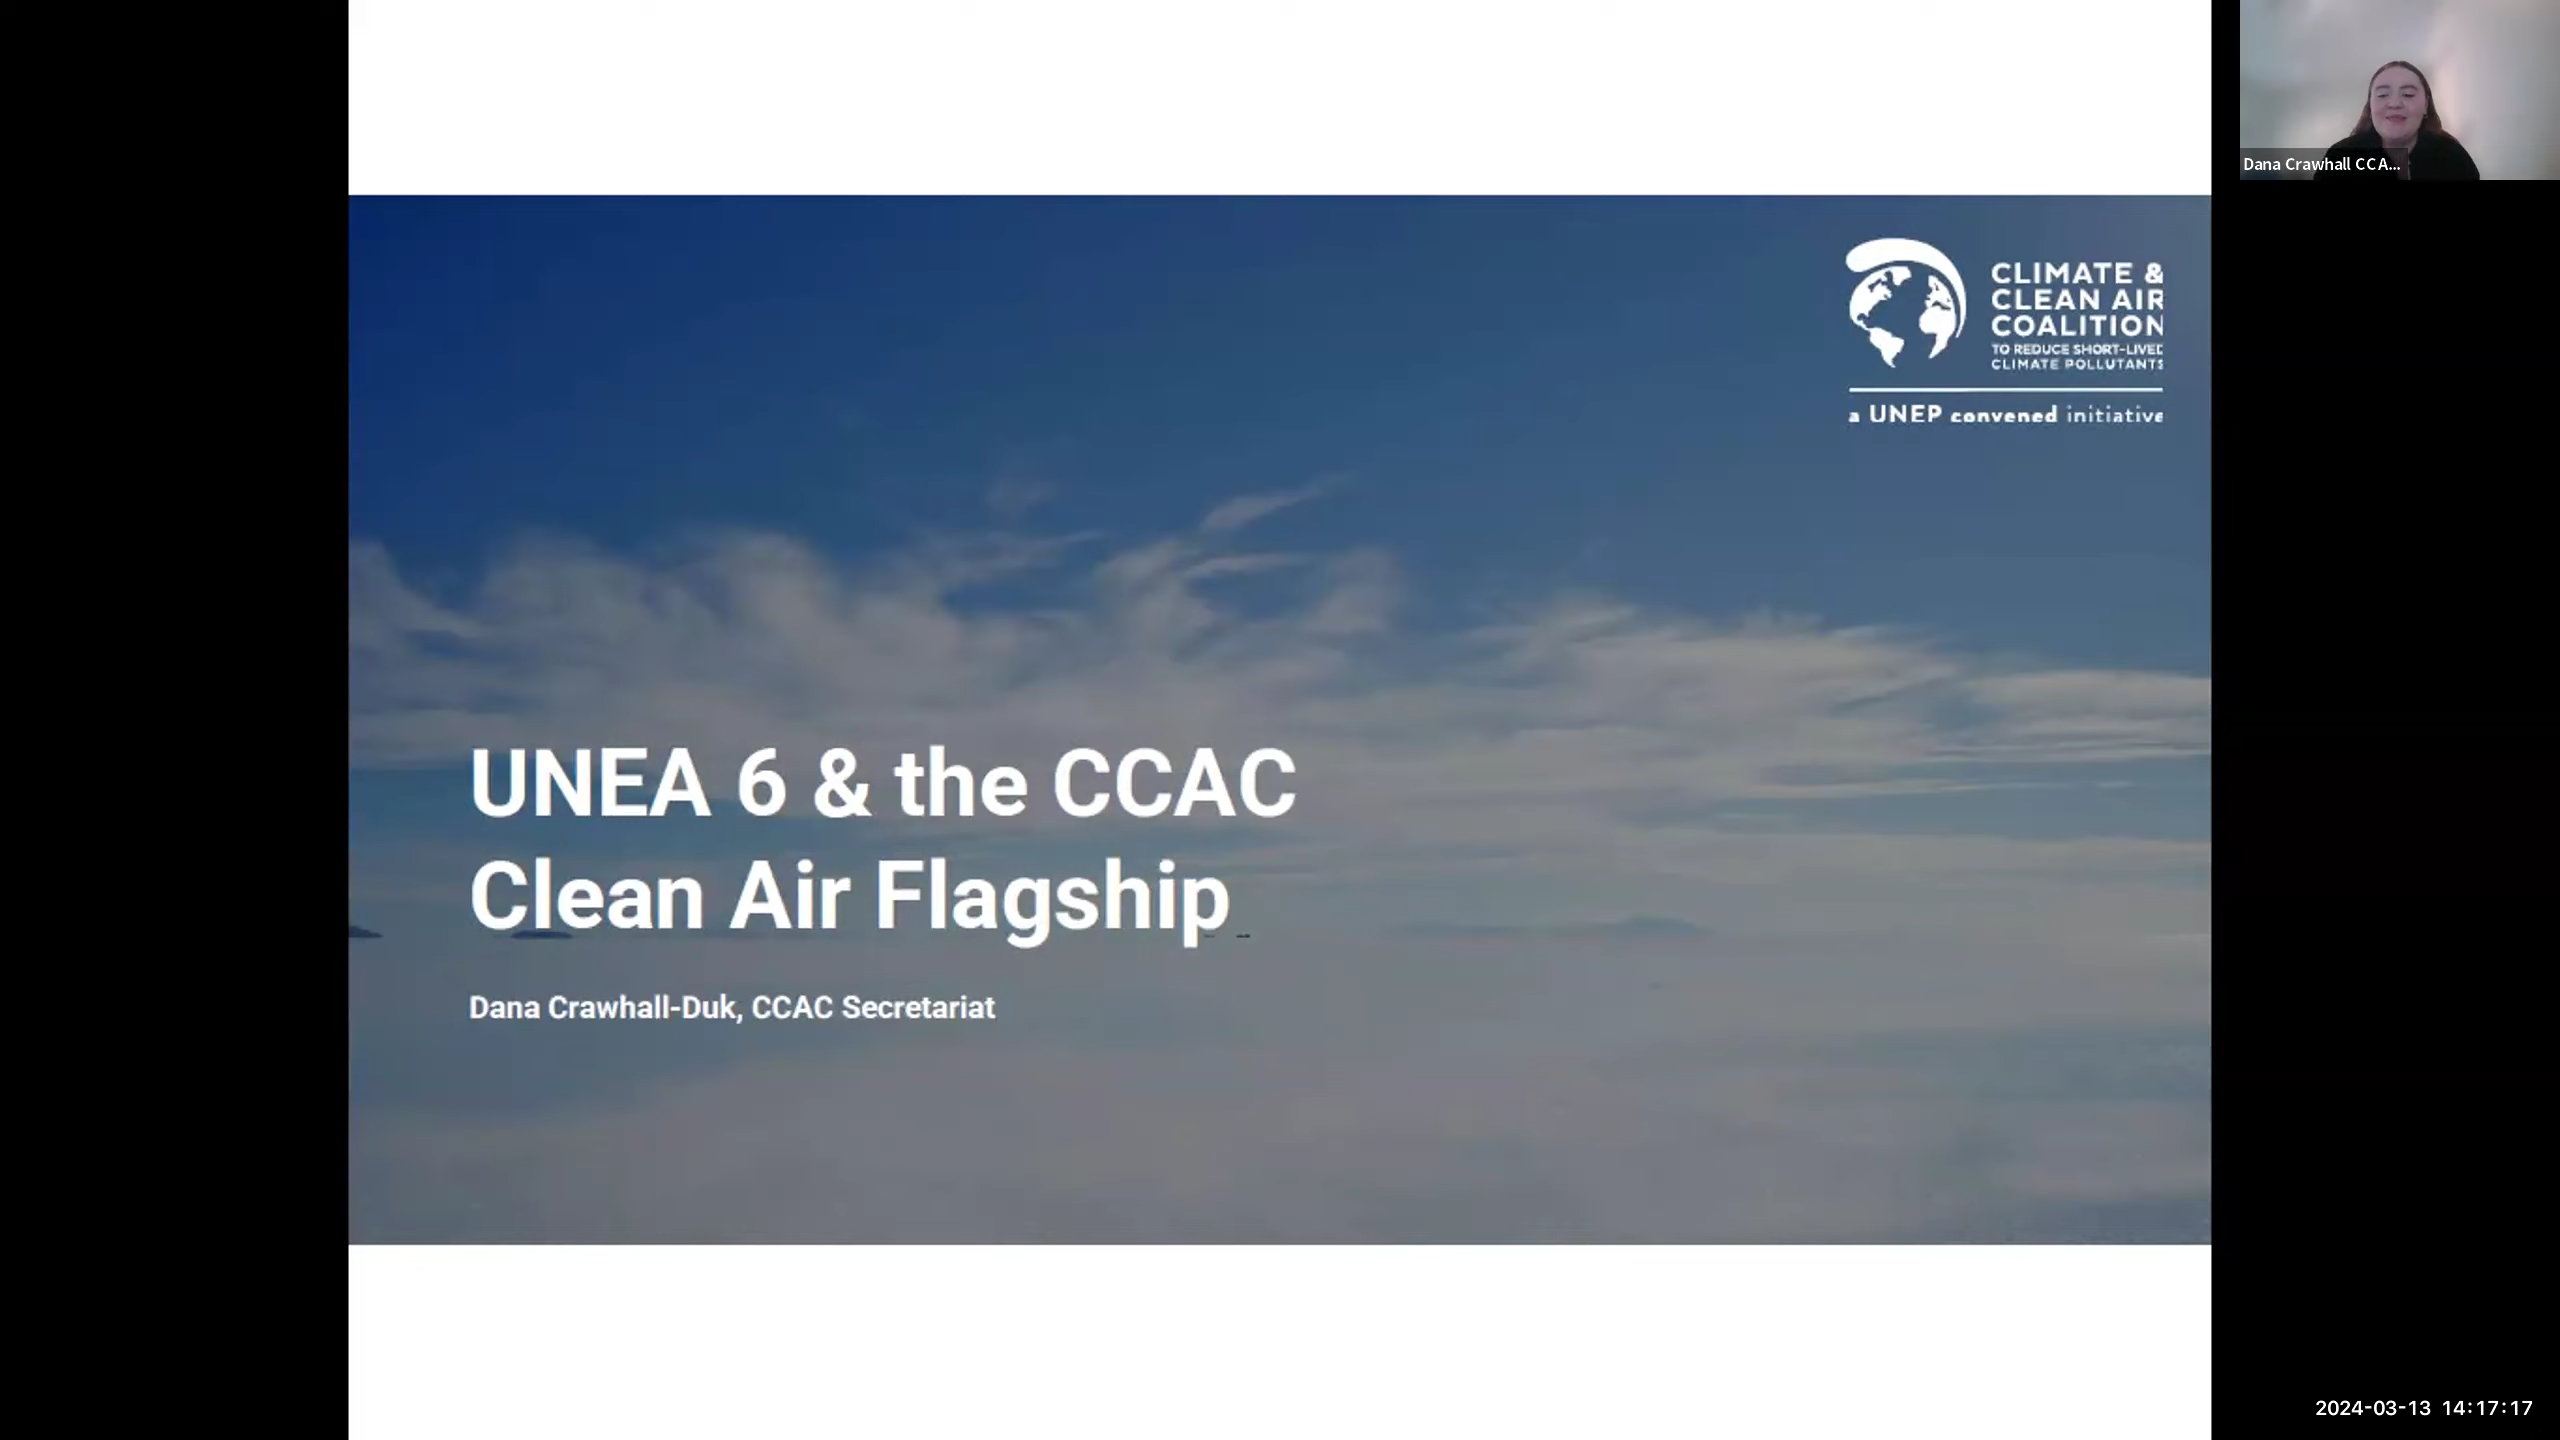 CLIMATE &
CLEAN AIR
COALITION
TO REDUCE SHORT-LIVED
CLIMATE POLLUTANTS
a UNEP convened initiative
Dana Crawhall CCA...
UNEA 6 & the CCAC
Clean Air Flagship
Dana Crawhall-Duk, CCAC Secretariat
2024-03-13 14:17:17